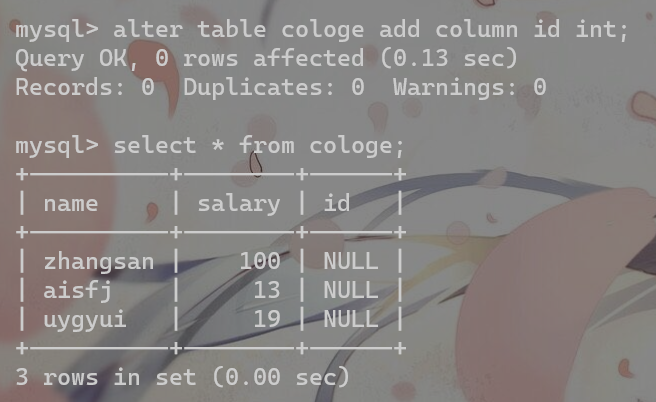 mysql> alter table cologe add column id int;
Query OK, 0 rows affected (0.13 sec)
Records: 0  Duplicates: 0  Warnings: 0
mysql> select * from cologe;
+----------+--------+------+
| name     | salary | id   |
+----------+--------+------+
| zhangsan |    100 | NULL |
| aisfj    |     13 | NULL |
| uygyui   |     19 | NULL |
+----------+--------+------+
3 rows in set (0.00 sec)